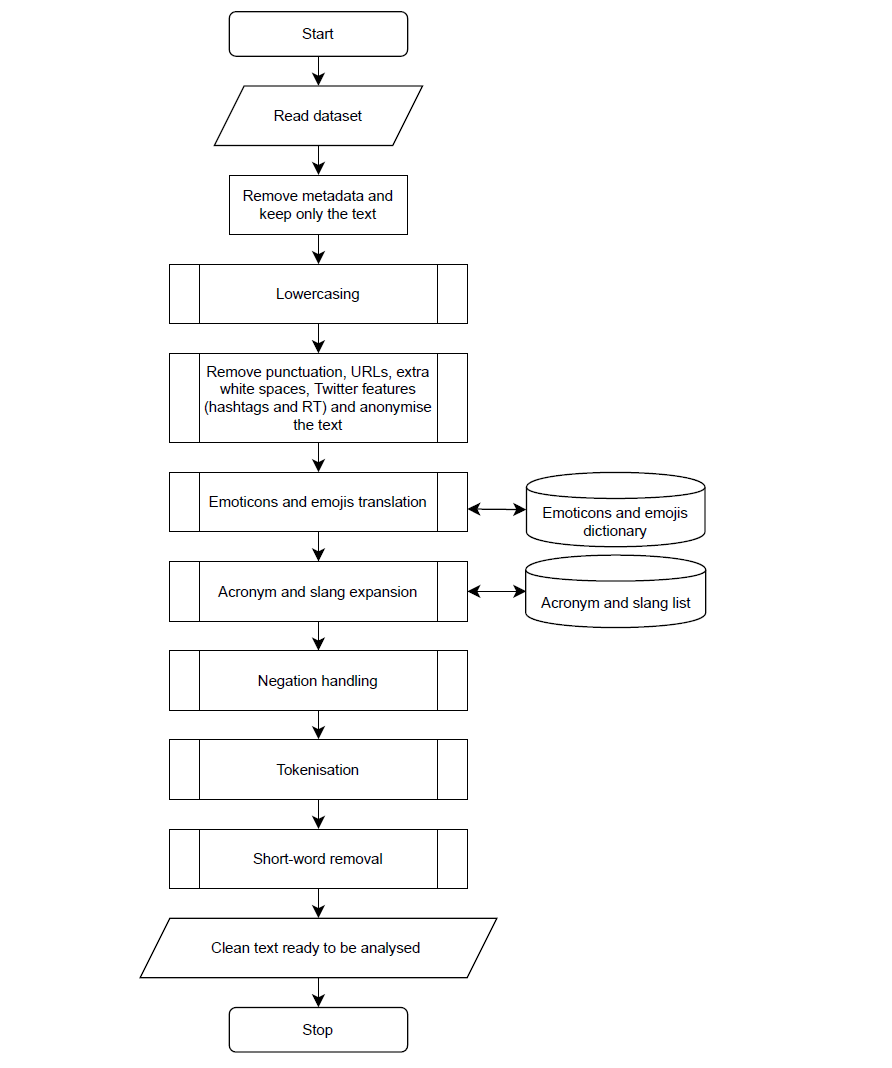 Start
Read dataset
Remove metadata and
keep only the text
Lowercasing
Remove punctuation, URLs, extra
white spaces, Twitter features
(hashtags and RT) and anonymise
the text
Emoticons and emojis translation
Emoticons and emojis
dictionary
Acronym and slang expansion
Acronym and slang list
Negation handling
Tokenisation
Short-word removal
Clean text ready to be analysed
Stop